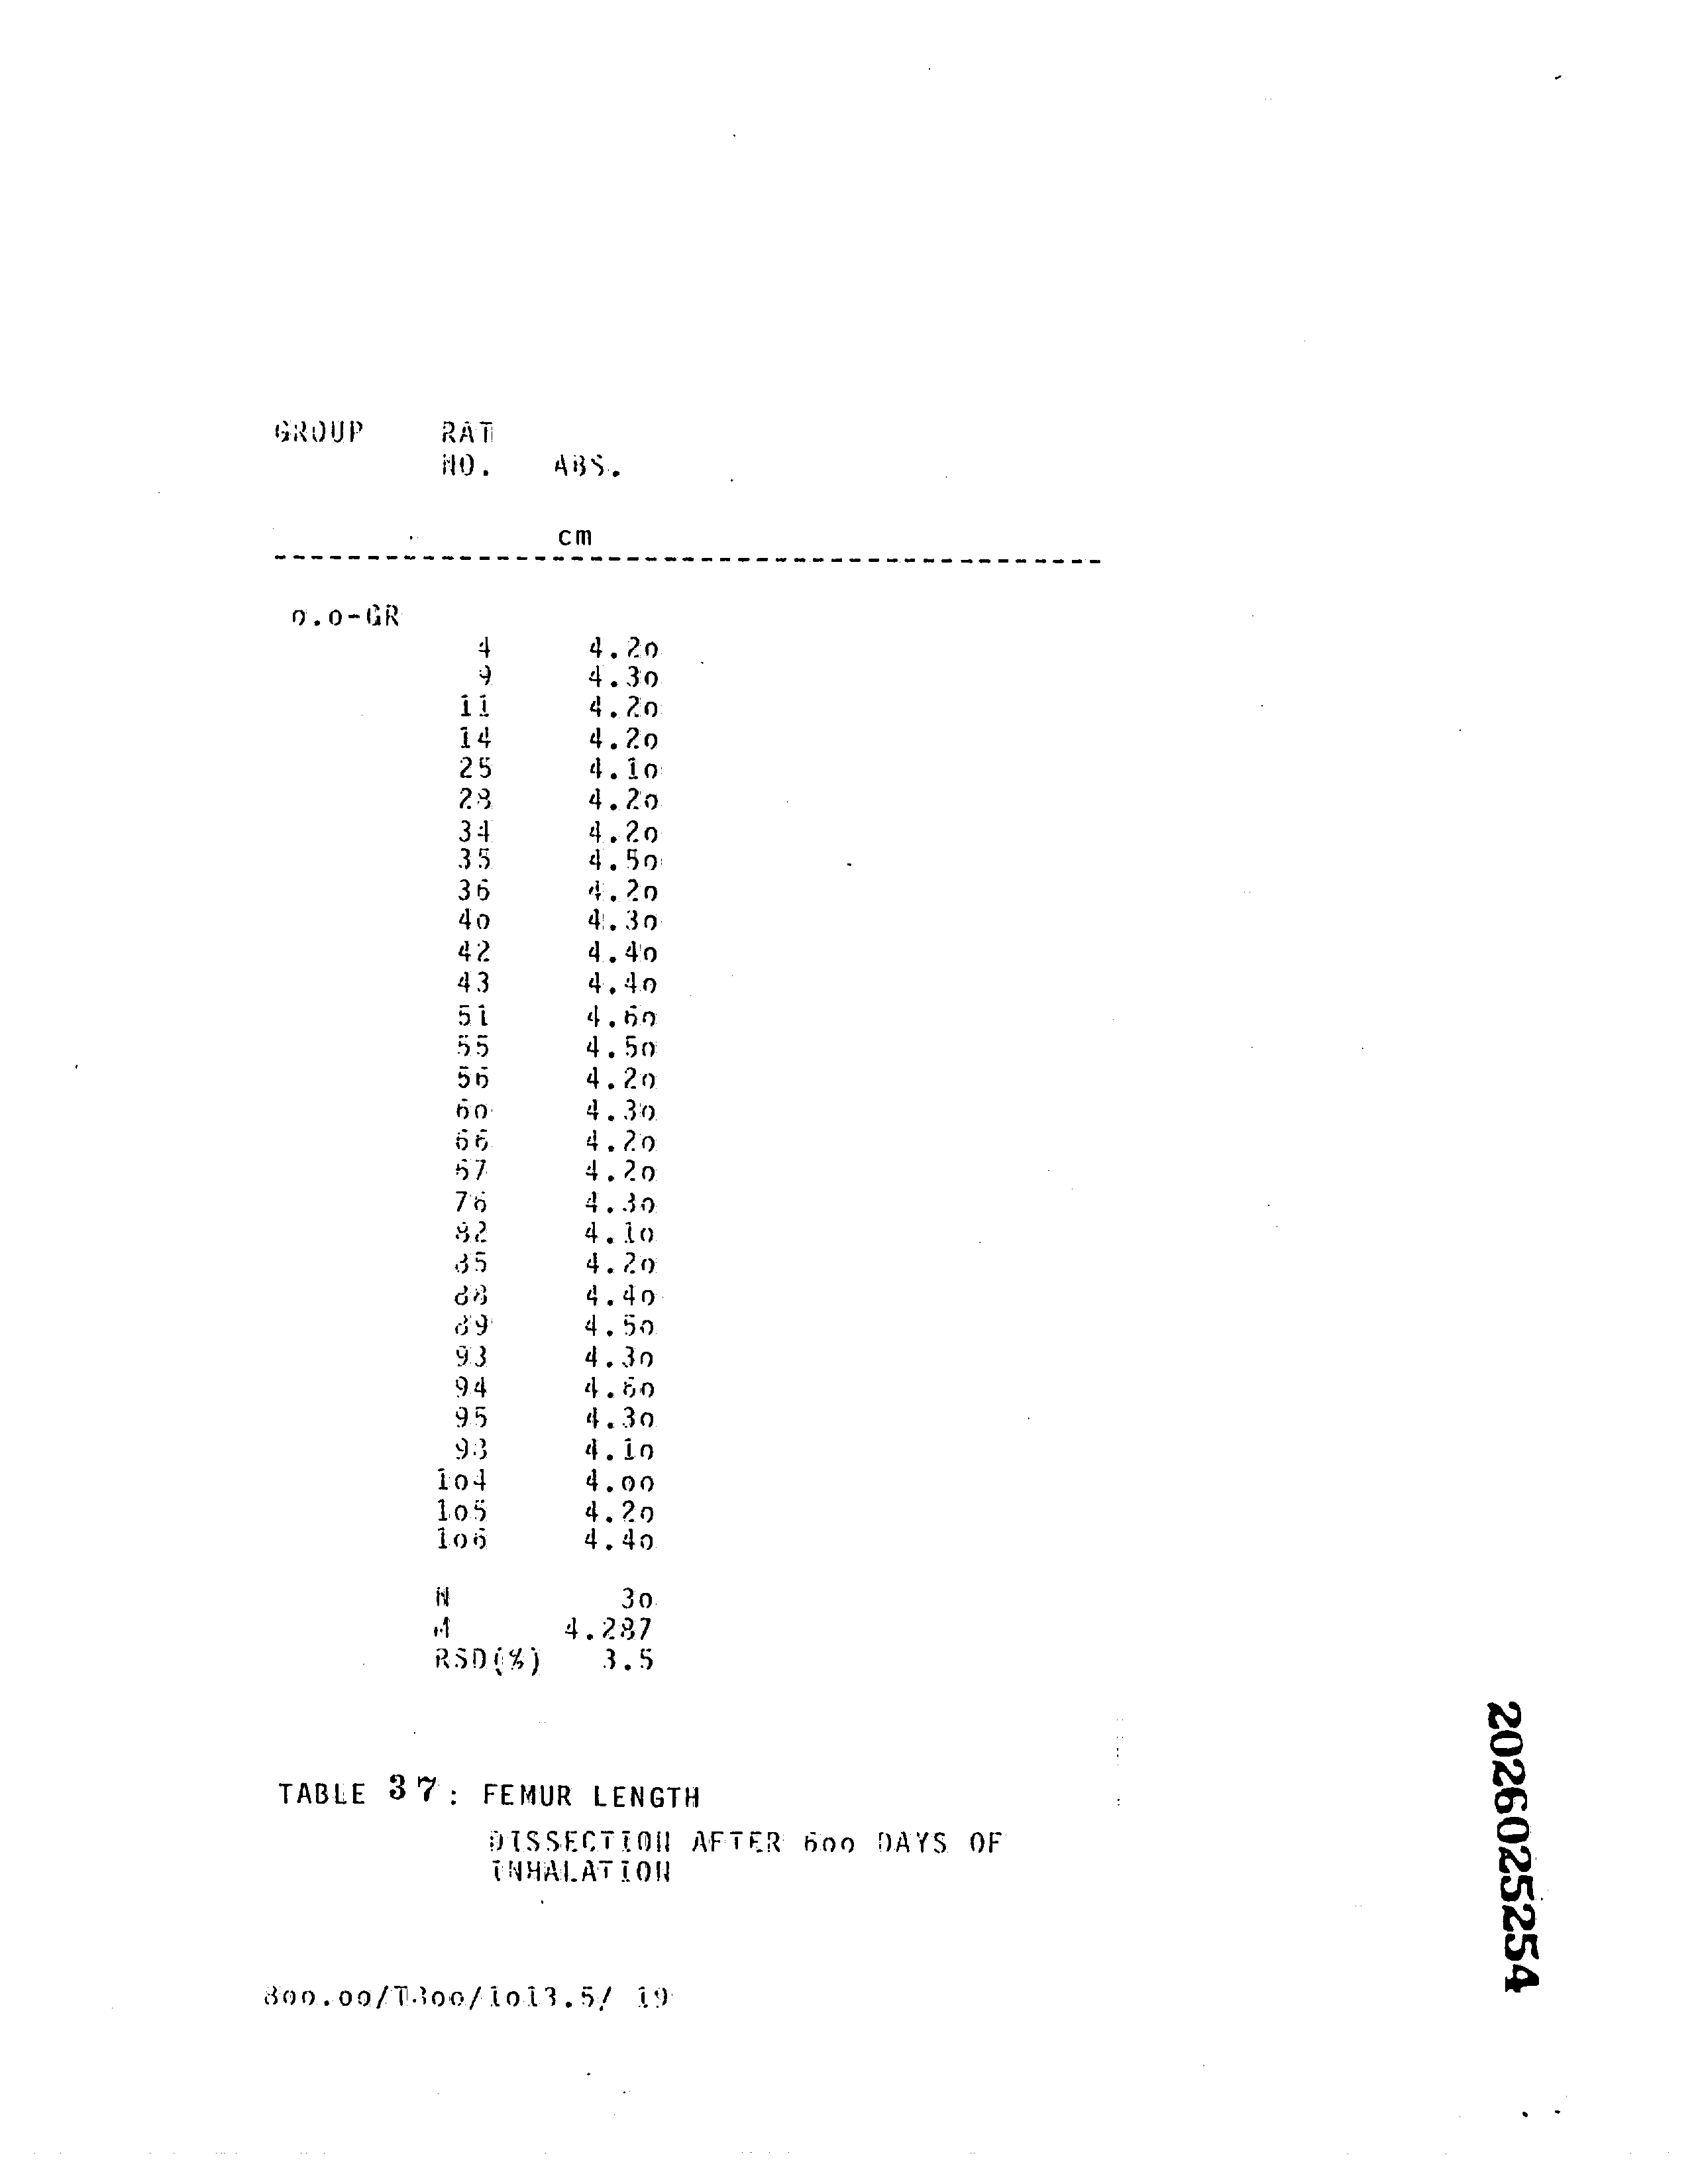 GROUP RAT
NO. ABS.
cm
o.o-GR
4 4.2o
9 4.3o
11 4.2o
14 4.2o
25 4.1o
28 4.2o
34 4.2o
35 4.5o
36 4.2o
4o 4.3o
42 4.4o
43 4.4o
51 4.6o
55 4.5o
56 4.2o
6o 4.3o
66 4.2o
67 4.2o
76 4.3o
82 4.1o
85 4.2o
88 4.4o
89 4.5o
93 4.3o
94 4.6o
95 4.3o
98 4.1o
1o4 4.oo
1o5 4.2o
1o6 4.4o
N 3o
M 4.287
RSD(%) 3.5
TABLE 37: FEMUR LENGTH
DISSECTION AFTER 6oo DAYS OF
INHALATION
8oo.oo/T3oo/1o13.5/ 19
2026025254